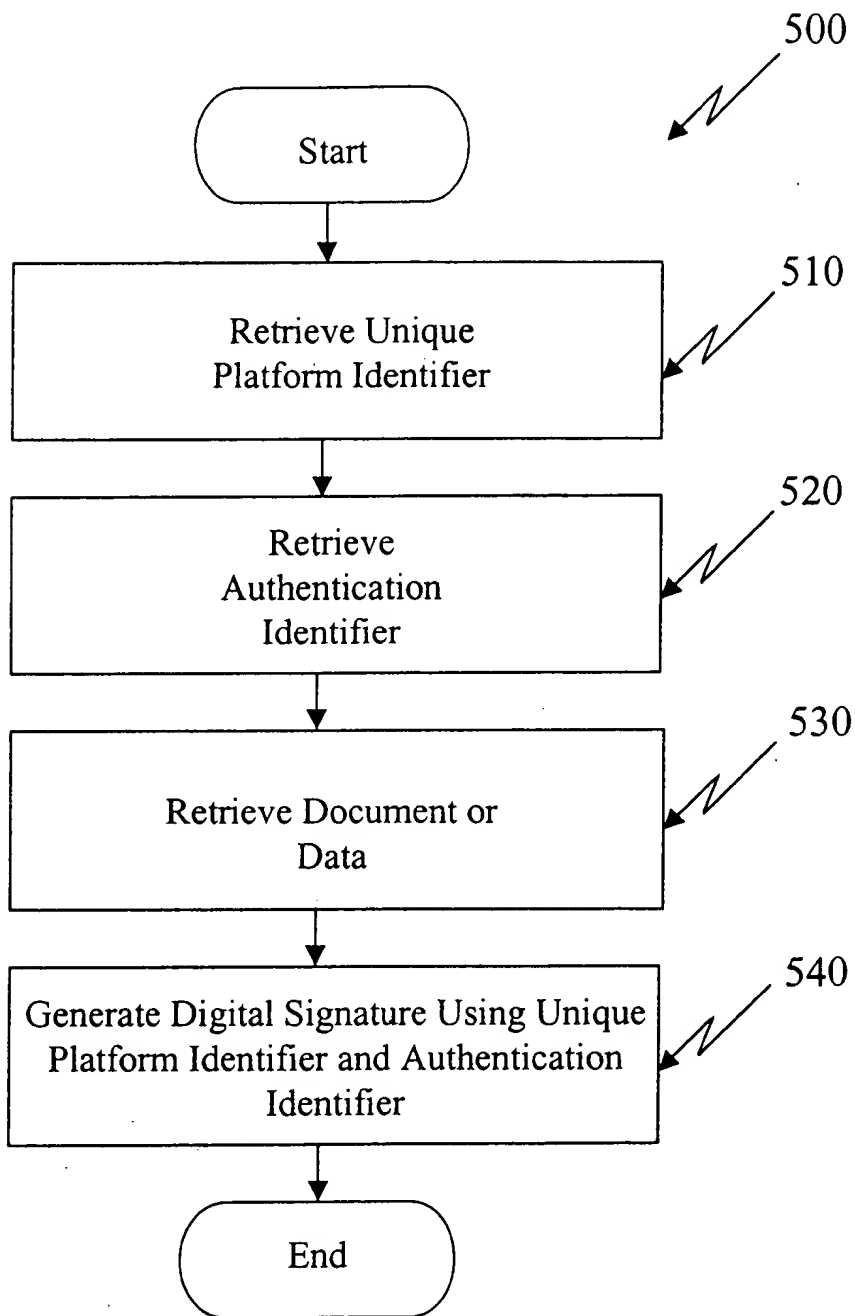 500
Start
510
Retrieve Unique
Platform Identifier
520
Retrieve
Authentication
Identifier
530
Retrieve Document or
Data
540
Generate Digital Signature Using Unique
Platform Identifier and Authentication
Identifier
End